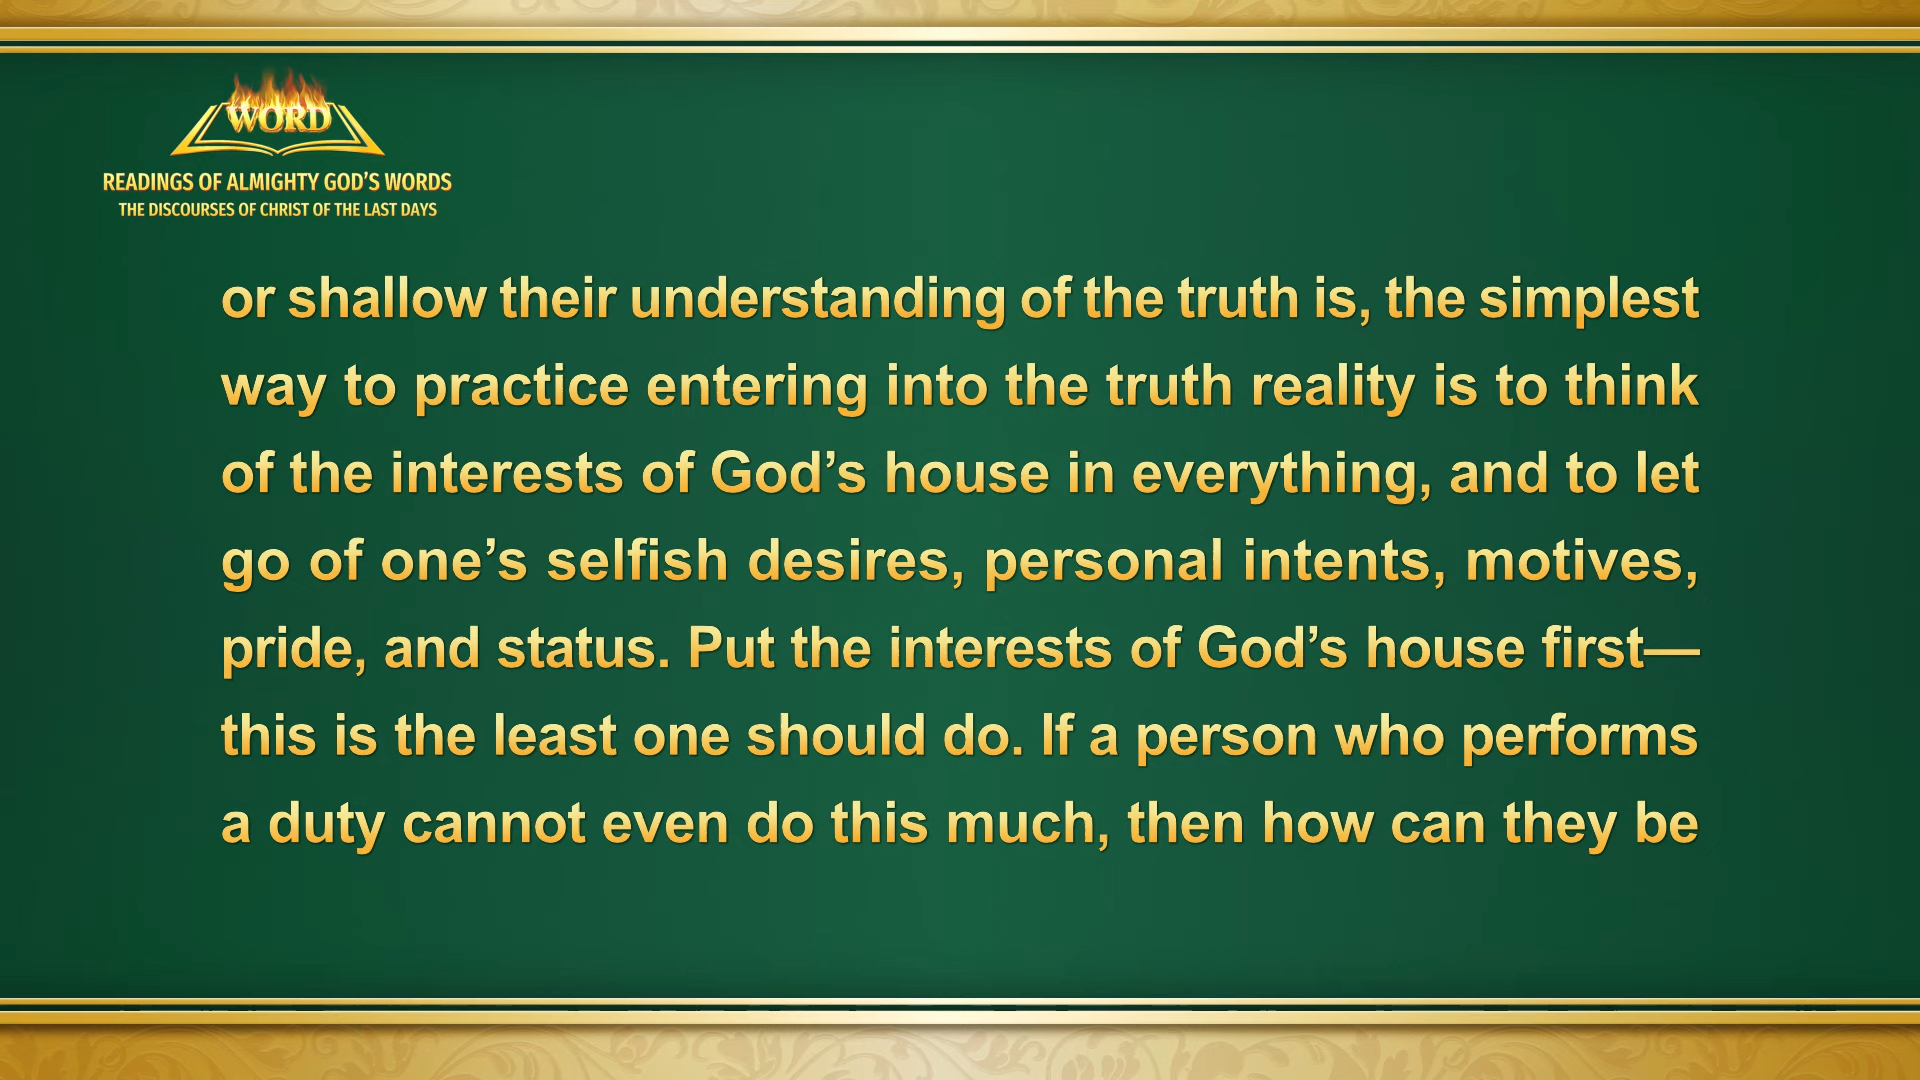 WORD
READINGS OF ALMIGHTY GOD’S WORDS
THE DISCOURSES OF CHRIST OF THE LAST DAYS
or shallow their understanding of the truth is, the simplest
way to practice entering into the truth reality is to think
of the interests of God’s house in everything, and to let
go of one’s selfish desires, personal intents, motives,
pride, and status. Put the interests of God’s house first—
this is the least one should do. If a person who performs
a duty cannot even do this much, then how can they be